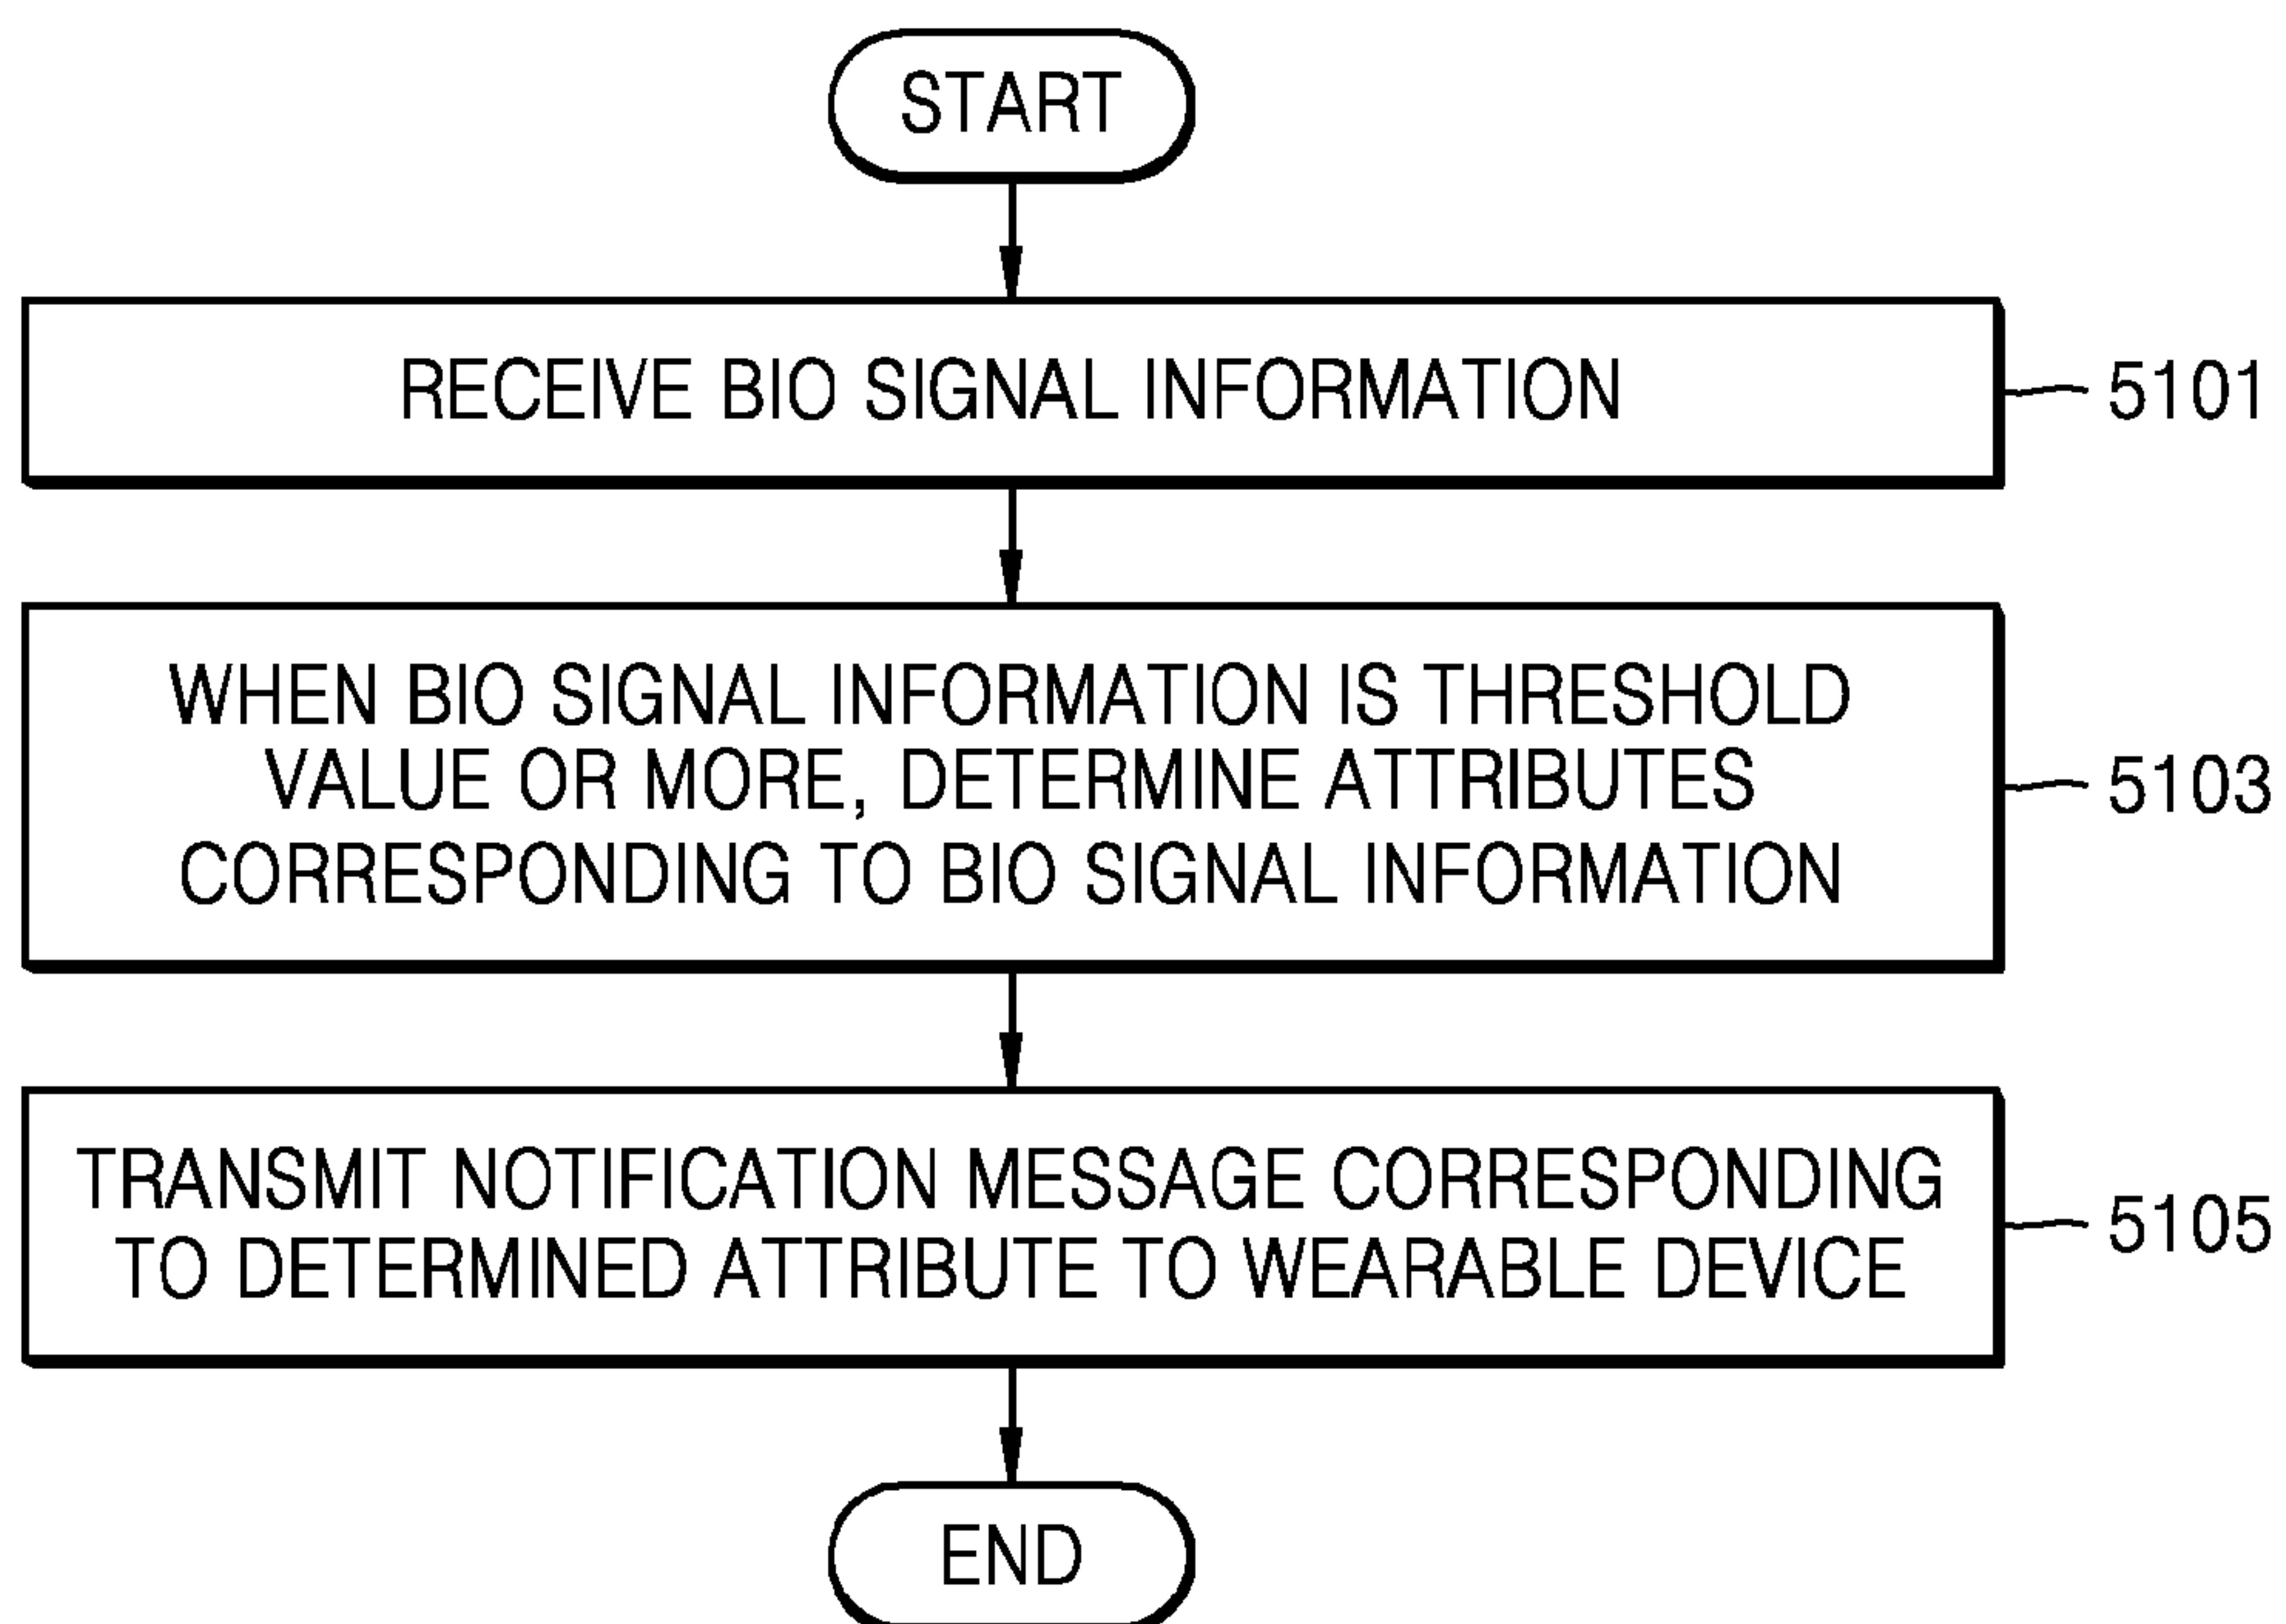 START
RECEIVE BIO SIGNAL INFORMATION
5101
WHEN BIO SIGNAL INFORMATION IS THRESHOLD
VALUE OR MORE, DETERMINE ATTRIBUTES
CORRESPONDING TO BIO SIGNAL INFORMATION
5103
TRANSMIT NOTIFICATION MESSAGE CORRESPONDING
TO DETERMINED ATTRIBUTE TO WEARABLE DEVICE
5105
END